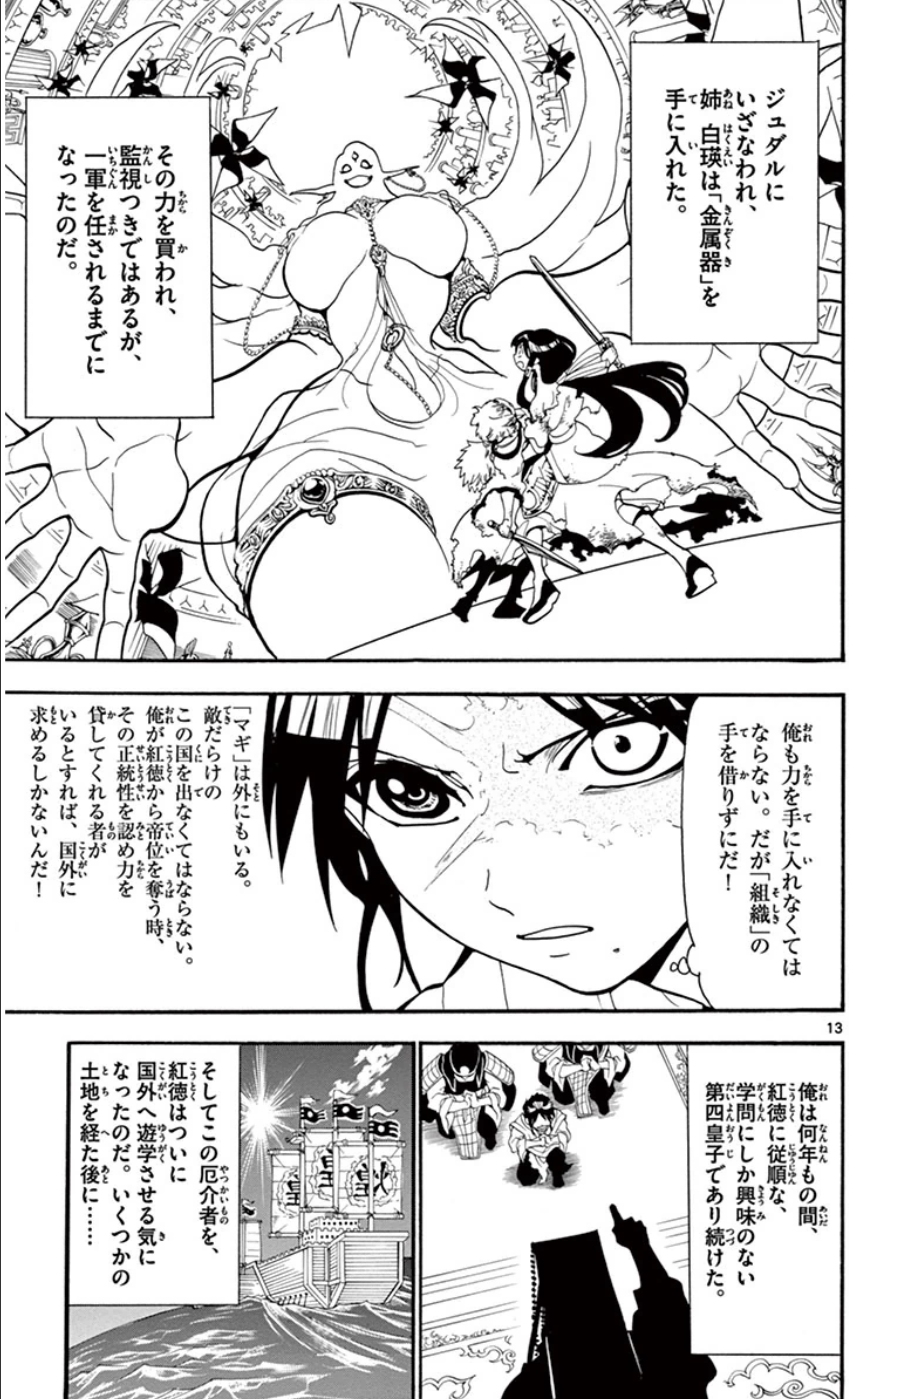 ジュダルに
いざなわれ、
姉 白瑛は「金属器」を
手に入れた。
その力を買われ、
監視つきではあるが、
一軍を任されるまでに
なったのだ。
俺も力を手に入れなくては
ならない。だが「組織」の
手を借りずにだ！
「マギ」は外にもいる。
敵だらけの
この国を出なくてはならない。
俺が紅徳から帝位を奪う時、
その正統性を認め力を
貸してくれる者が
いるとすれば、国外に
求めるしかないんだ！
13
俺は何年もの間、
紅徳に従順な、
学問にしか興味のない
第四皇子であり続けた。
そしてこの厄介者を、
紅徳はついに
国外へ遊学させる気に
なったのだ。いくつかの
土地を経た後に……